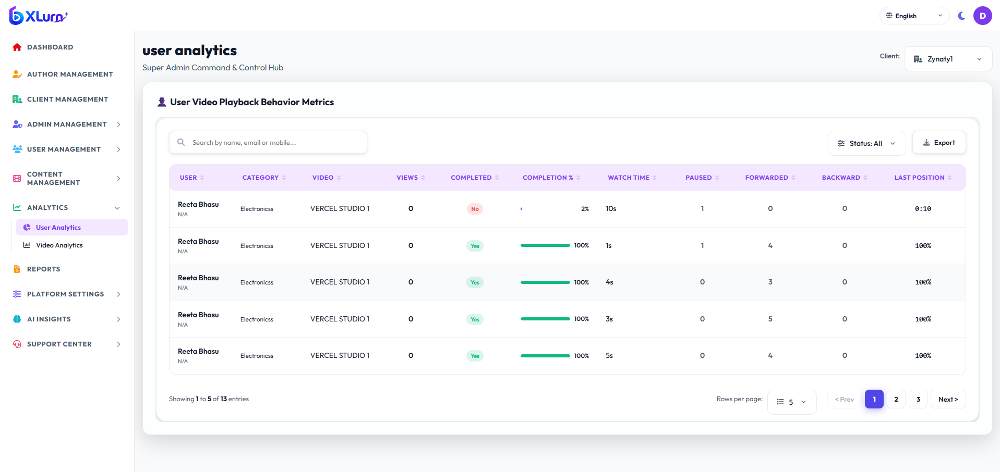 XLurn
English
D
DASHBOARD
AUTHOR MANAGEMENT
CLIENT MANAGEMENT
ADMIN MANAGEMENT
USER MANAGEMENT
CONTENT
MANAGEMENT
ANALYTICS
User Analytics
Video Analytics
REPORTS
PLATFORM SETTINGS
AI INSIGHTS
SUPPORT CENTER
user analytics
Super Admin Command & Control Hub
Client: Zynaty1
User Video Playback Behavior Metrics
Search by name, email or mobile...
Status: All
Export
USER CATEGORY VIDEO VIEWS COMPLETED COMPLETION % WATCH TIME PAUSED FORWARDED BACKWARD LAST POSITION
Reeta Bhasu
N/A
Electronicss VERCEL STUDIO 1 0 No 2% 10s 1 0 0 0:10
Reeta Bhasu
N/A
Electronicss VERCEL STUDIO 1 0 Yes 100% 1s 1 4 0 100%
Reeta Bhasu
N/A
Electronicss VERCEL STUDIO 1 0 Yes 100% 4s 0 3 0 100%
Reeta Bhasu
N/A
Electronicss VERCEL STUDIO 1 0 Yes 100% 3s 0 5 0 100%
Reeta Bhasu
N/A
Electronicss VERCEL STUDIO 1 0 Yes 100% 5s 0 4 0 100%
Showing 1 to 5 of 13 entries
Rows per page: 5
< Prev 1 2 3 Next >